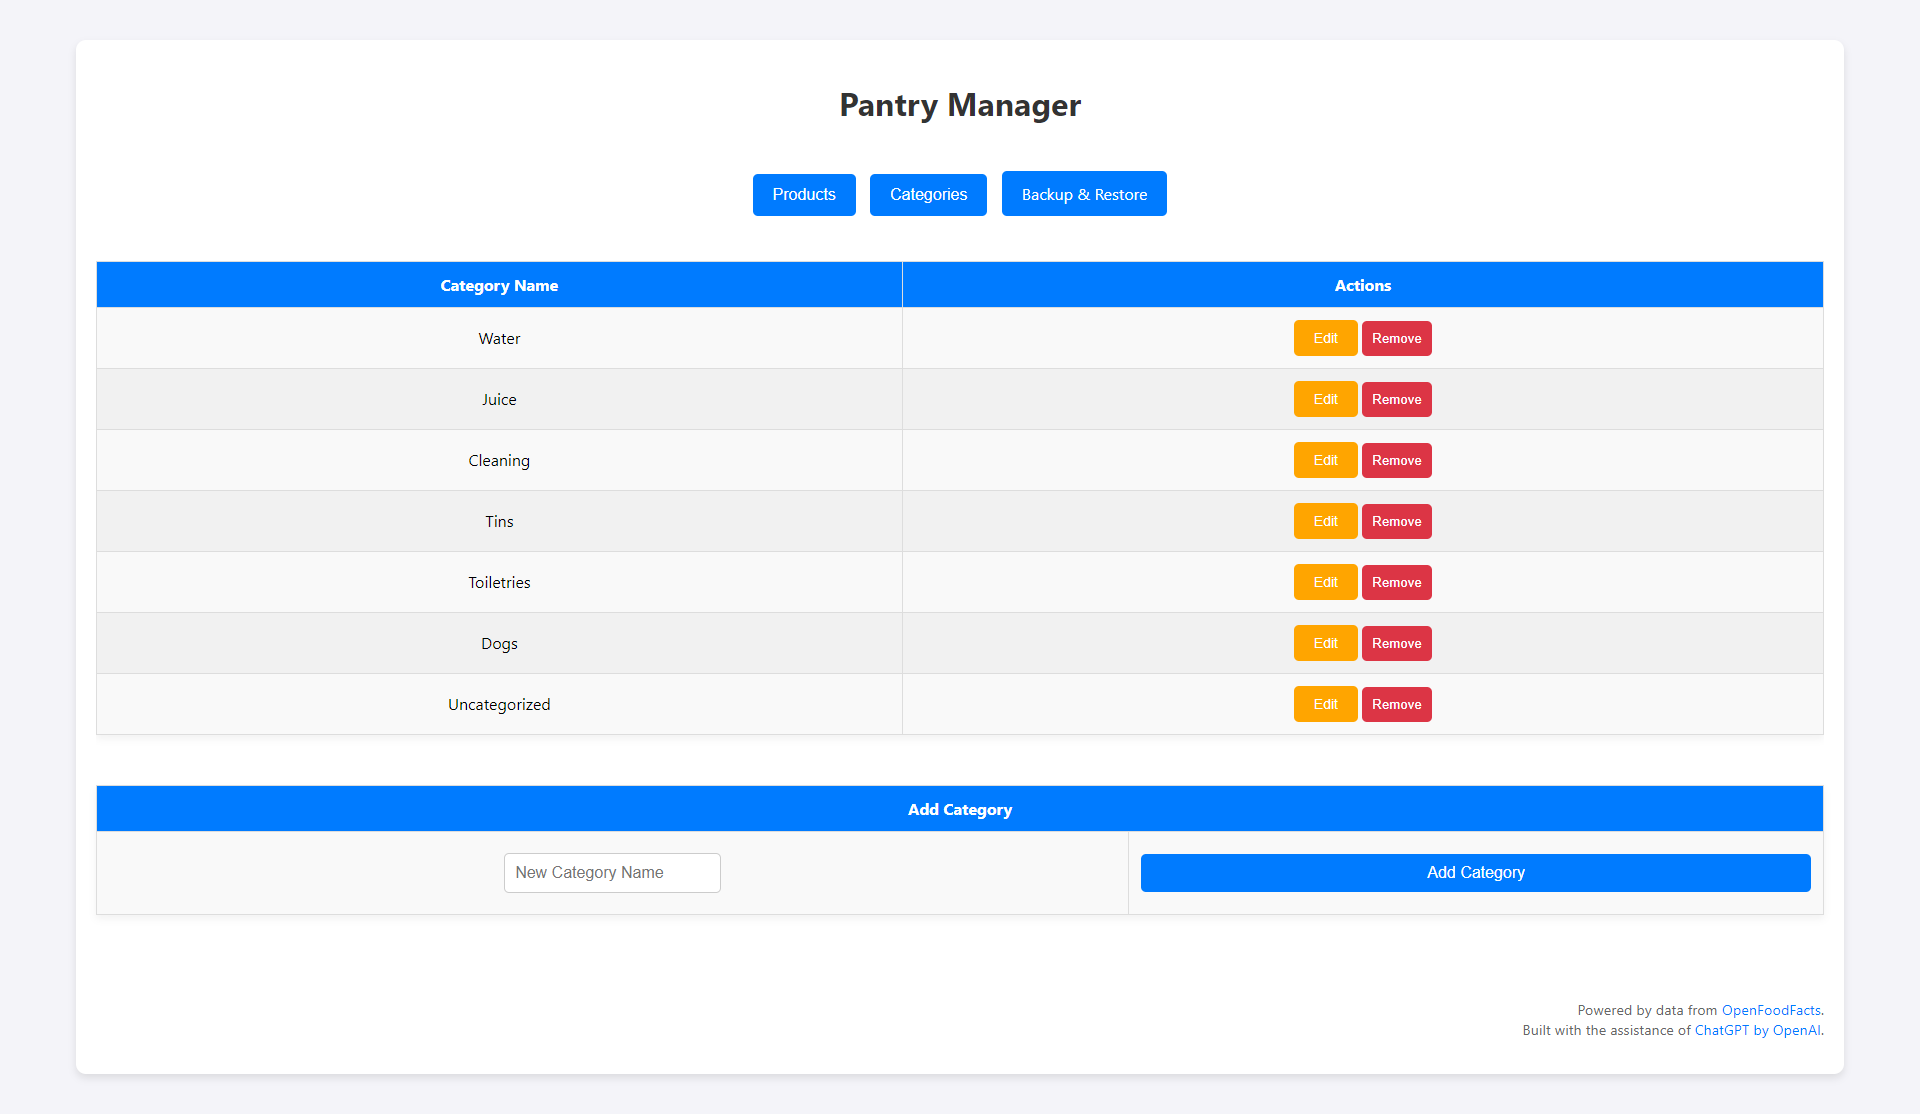 Pantry Manager
Products Categories Backup & Restore
Category Name Actions
Water Edit Remove
Juice Edit Remove
Cleaning Edit Remove
Tins Edit Remove
Toiletries Edit Remove
Dogs Edit Remove
Uncategorized Edit Remove
Add Category
New Category Name Add Category
Powered by data from OpenFoodFacts.
Built with the assistance of ChatGPT by OpenAI.